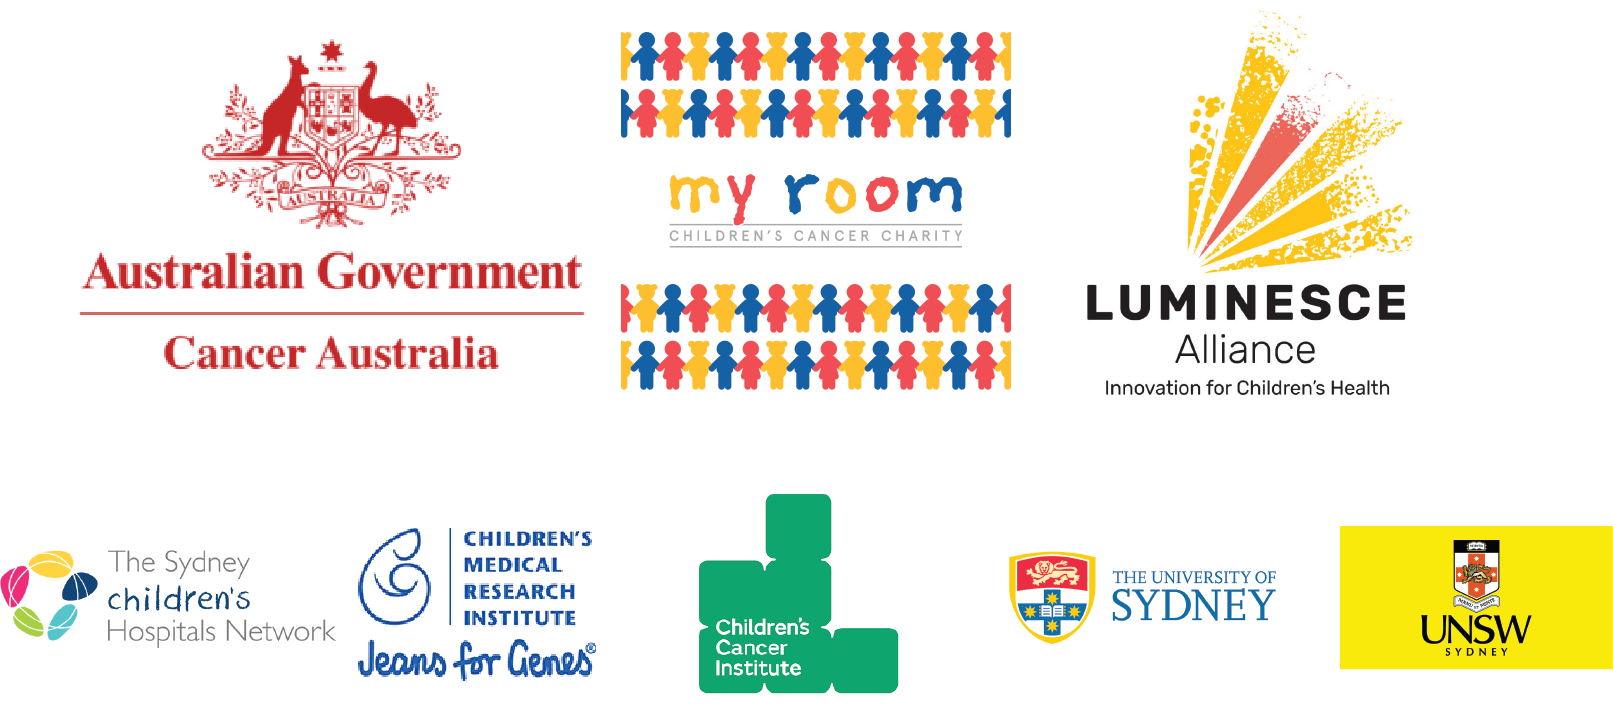 AUSTRALIA
Australian Government
Cancer Australia
my room
CHILDREN'S CANCER CHARITY
LUMINESCE
Alliance
Innovation for Children's Health
The Sydney
children's
Hospitals Network
CHILDREN'S
MEDICAL
RESEARCH
INSTITUTE
Jeans for Genes®
Children's
Cancer
Institute
THE UNIVERSITY OF
SYDNEY
UNSW
SYDNEY